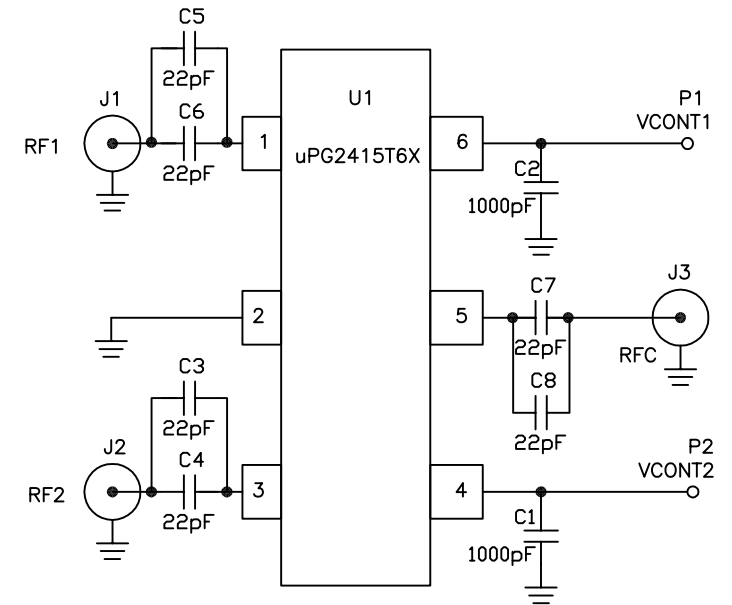 C5
22pF
J1
C6
RF1
22pF
1
U1
uPG2415T6X
6
P1
VCONT1
C2
1000pF
2
5
C7
22pF
J3
RFC
C8
22pF
C3
22pF
J2
C4
RF2
22pF
3
4
P2
VCONT2
C1
1000pF